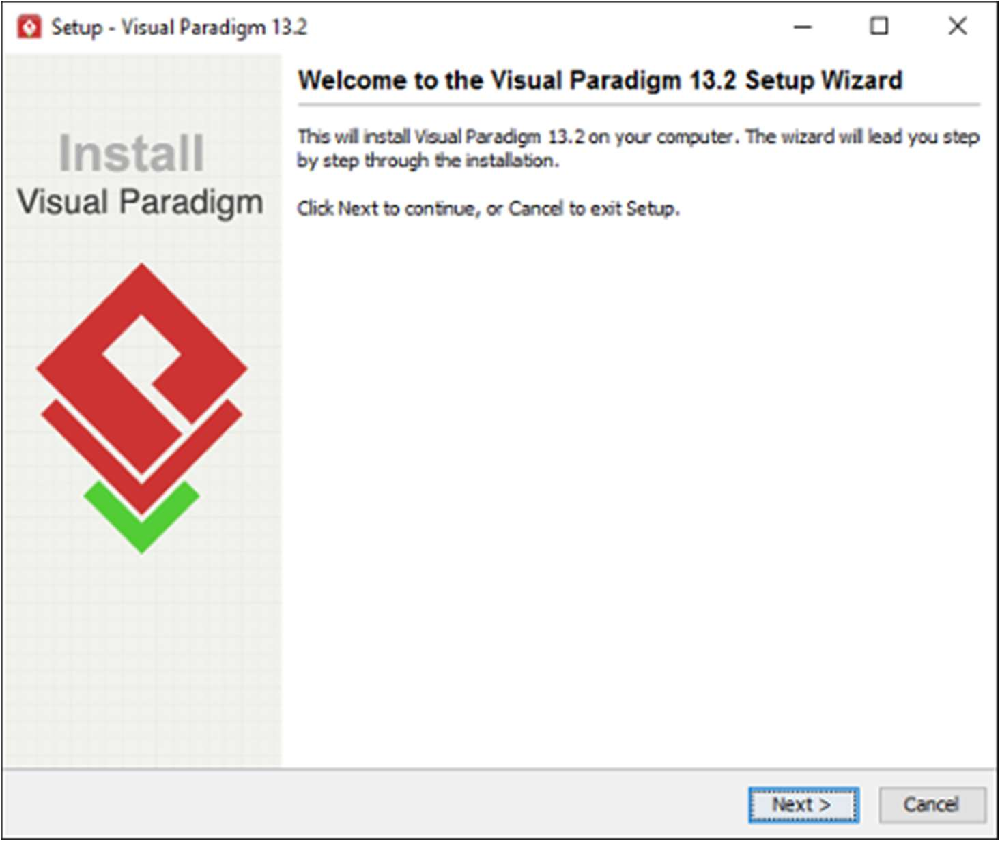 Setup - Visual Paradigm 13.2
Install
Visual Paradigm
Welcome to the Visual Paradigm 13.2 Setup Wizard
This will install Visual Paradigm 13.2 on your computer. The wizard will lead you step
by step through the installation.
Click Next to continue, or Cancel to exit Setup.
Next >
Cancel